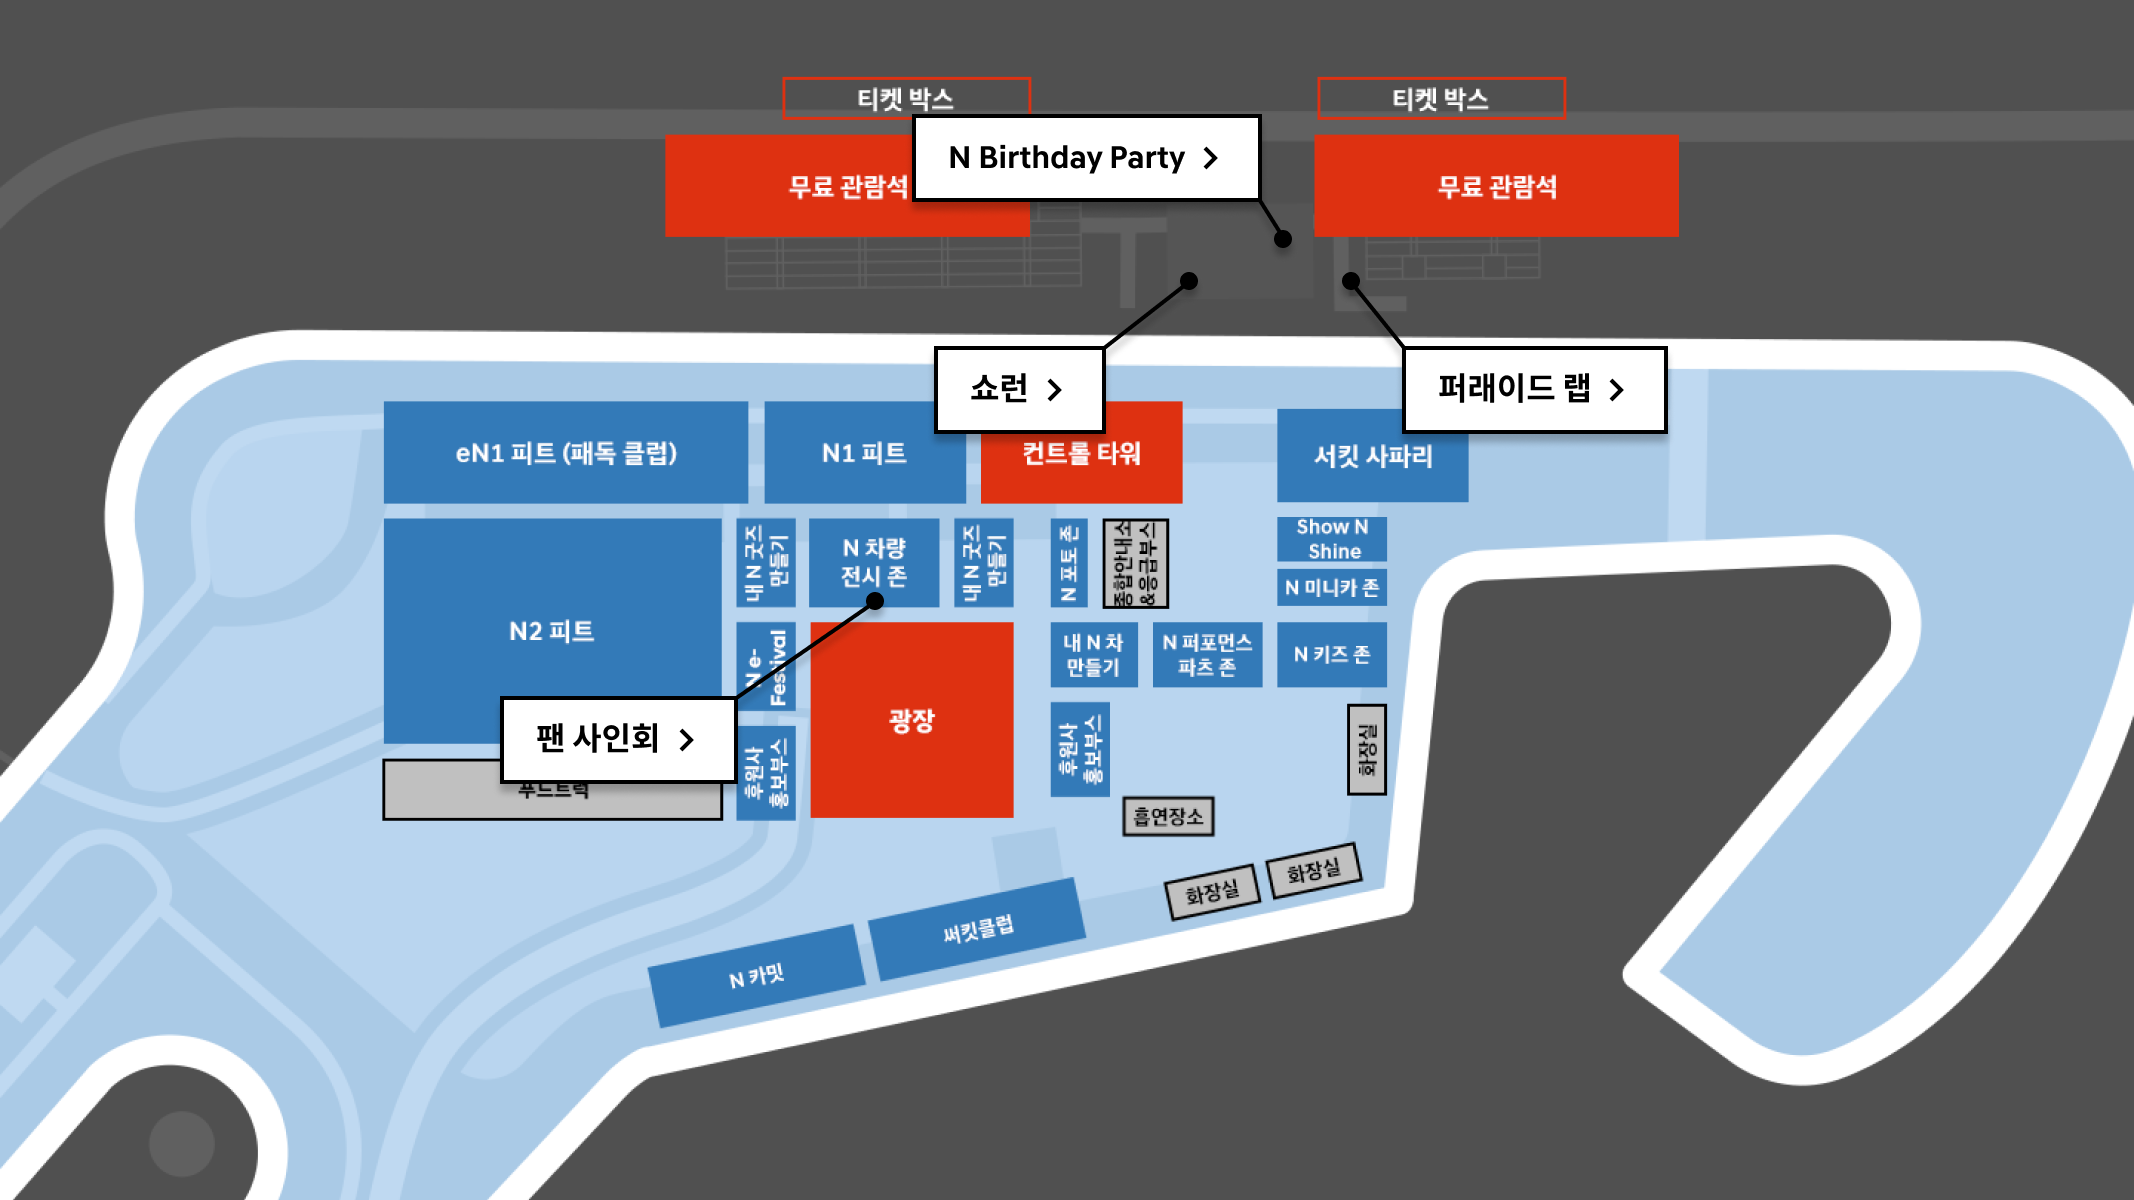 티켓 박스
티켓 박스
N Birthday Party
무료 관람석
무료 관람석
쇼런
퍼레이드 랩
eN1 피트 (패독 클럽)
N1 피트
컨트롤 타워
서킷 사파리
내 N 굿즈
만들기
N 차량
전시 존
내 N 굿즈
만들기
N 포토 존
종합안내소
&응급부스
Show N
Shine
N 미니카 존
N2 피트
N e-
Festival
광장
내 N 차
만들기
N 퍼포먼스
파츠 존
N 키즈 존
팬 사인회
푸드트럭
후원사
홍보부스
후원사
홍보부스
화장실
흡연장소
화장실
화장실
써킷클럽
N 카밋